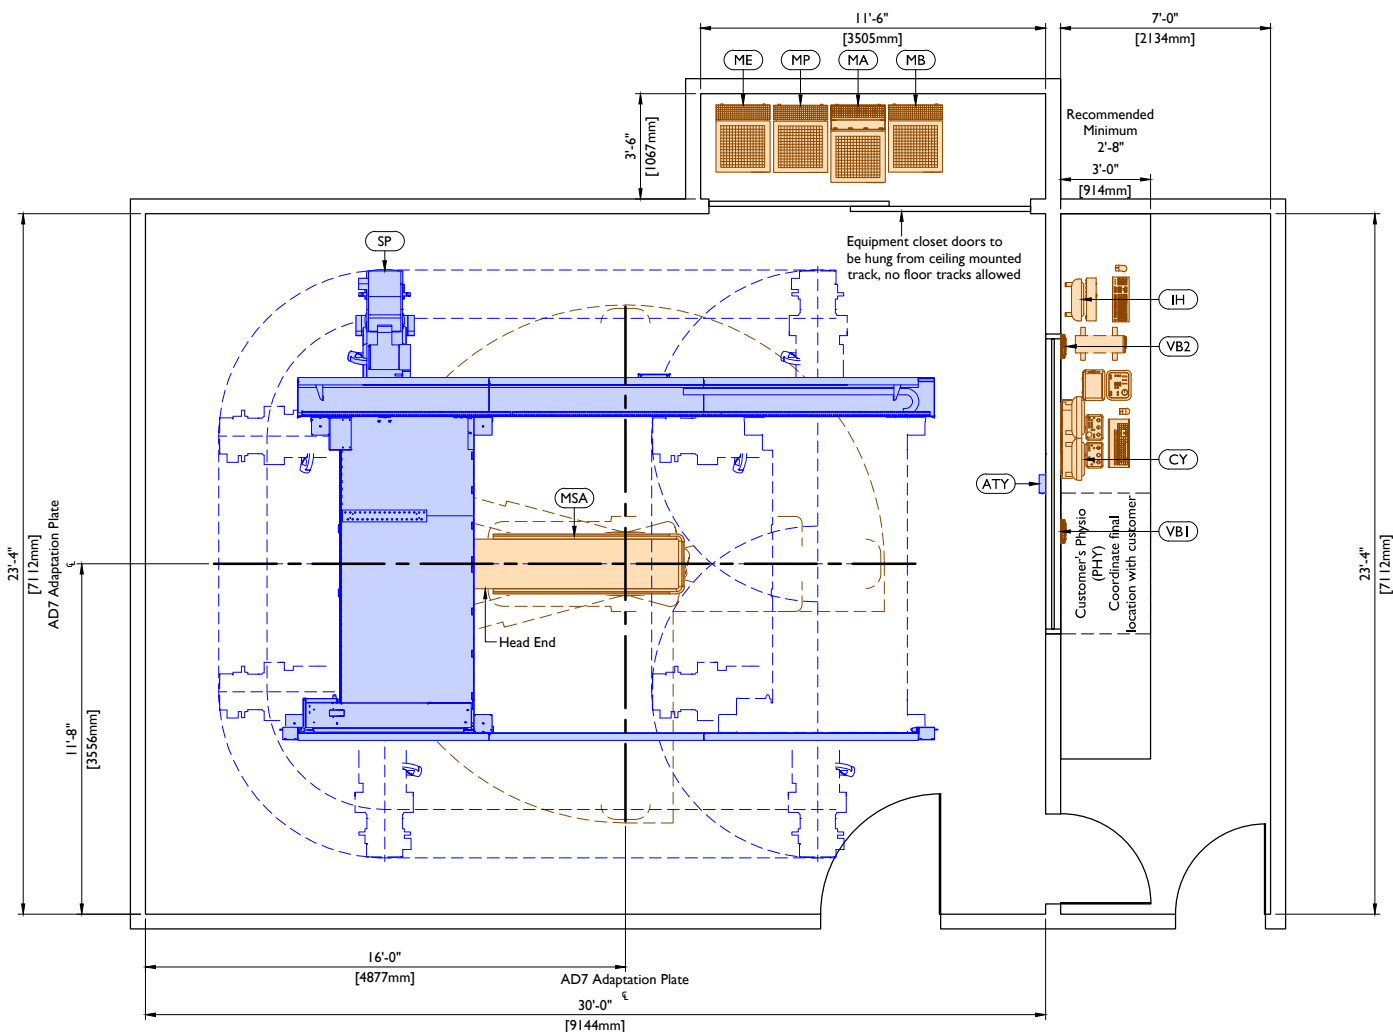 11'-6"
[3505mm]
7'-0"
[2134mm]
ME
MP
MA
MB
3'-6"
[1067mm]
Recommended
Minimum
2'-8"
3'-0"
[914mm]
SP
Equipment closet doors to
be hung from ceiling mounted
track, no floor tracks allowed
IH
VB2
CY
ATY
MSA
VB1
Customer's Physio
(PHY)
Coordinate final
location with customer
Head End
23'-4"
[7112mm]
AD7 Adaptation Plate
℄
11'-8"
[3556mm]
23'-4"
[7112mm]
16'-0"
[4877mm]
AD7 Adaptation Plate
℄
30'-0"
[9144mm]